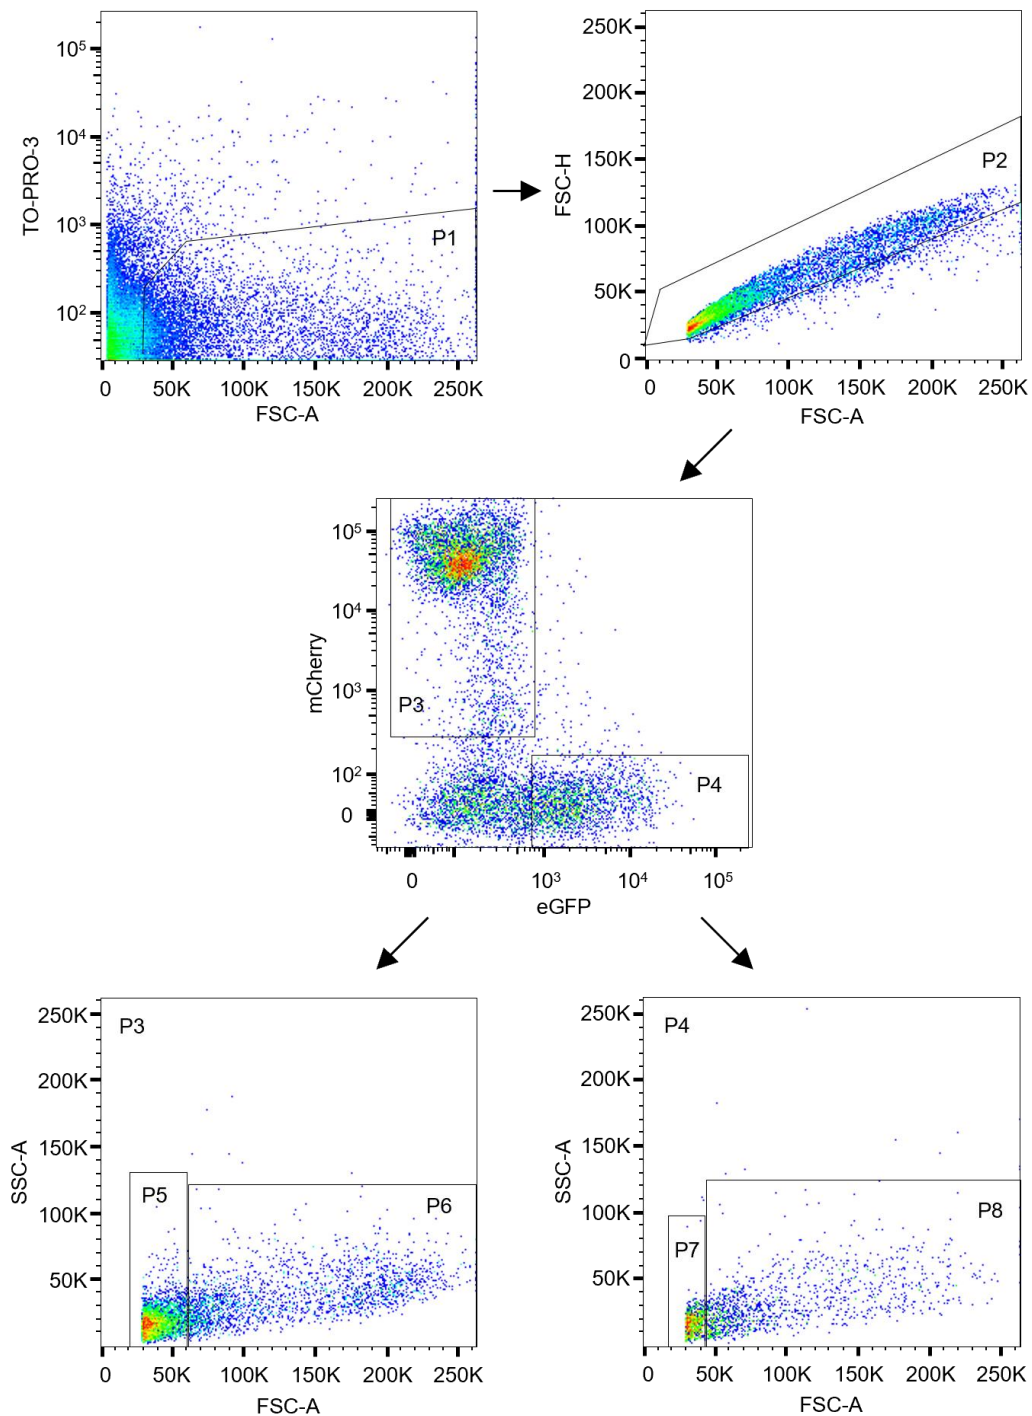 10⁵
10⁴
10³
10²
TO-PRO-3
P1
0 50K 100K 150K 200K 250K
FSC-A
250K
200K
150K
100K
50K
0
FSC-H
P2
0 50K 100K 150K 200K 250K
FSC-A
10⁵
10⁴
10³
10²
0
mCherry
P3
P4
0 10³ 10⁴ 10⁵
eGFP
P3
250K
200K
150K
100K
50K
SSC-A
P5
P6
0 50K 100K 150K 200K 250K
FSC-A
P4
250K
200K
150K
100K
50K
SSC-A
P7
P8
0 50K 100K 150K 200K 250K
FSC-A